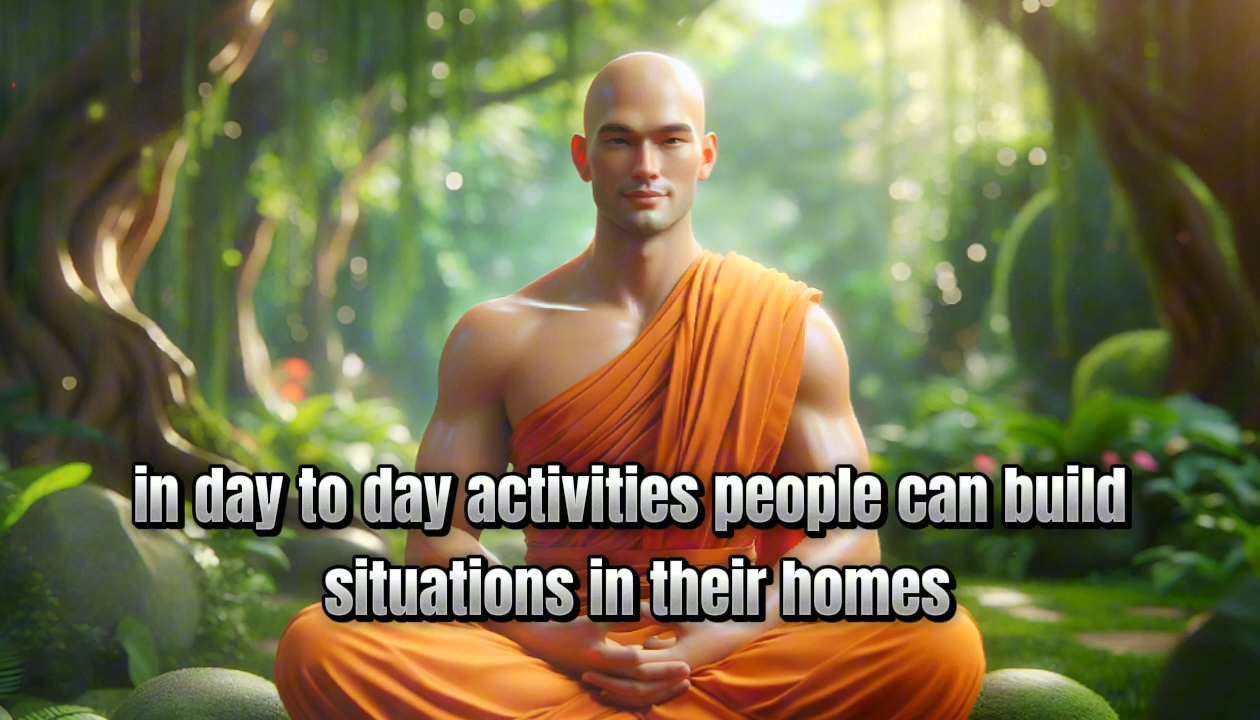 in day to day activities people can build
situations in their homes